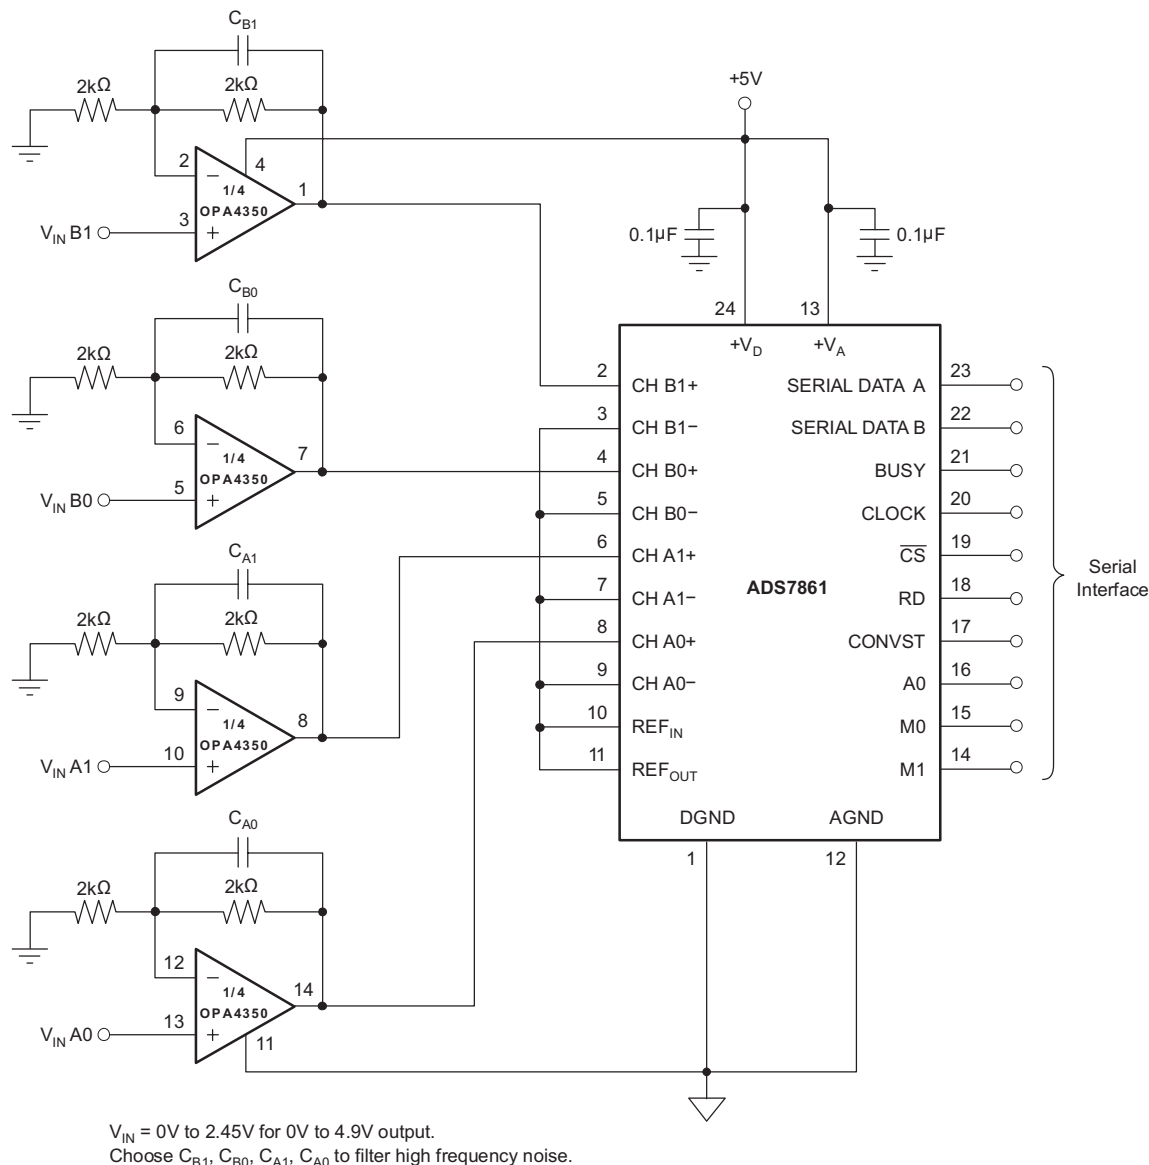 C_B1
2kΩ
2kΩ
+5V
2
4
1/4
1
OPA4350
3
V_IN B1
0.1µF
0.1µF
C_B0
24
13
2kΩ
2kΩ
+V_D
+V_A
2
CH B1+
SERIAL DATA A
23
3
CH B1−
SERIAL DATA B
22
6
7
1/4
OPA4350
4
CH B0+
BUSY
21
5
V_IN B0
5
CH B0−
CLOCK
20
6
CH A1+
C̅S̅
19
C_A1
ADS7861
Serial
Interface
7
CH A1−
RD
18
2kΩ
2kΩ
8
CH A0+
CONVST
17
9
CH A0−
A0
16
9
8
1/4
10
REF_IN
M0
15
OPA4350
10
V_IN A1
11
REF_OUT
M1
14
C_A0
DGND
AGND
1
12
2kΩ
2kΩ
12
14
1/4
OPA4350
13
V_IN A0
11
V_IN = 0V to 2.45V for 0V to 4.9V output.
Choose C_B1, C_B0, C_A1, C_A0 to filter high frequency noise.